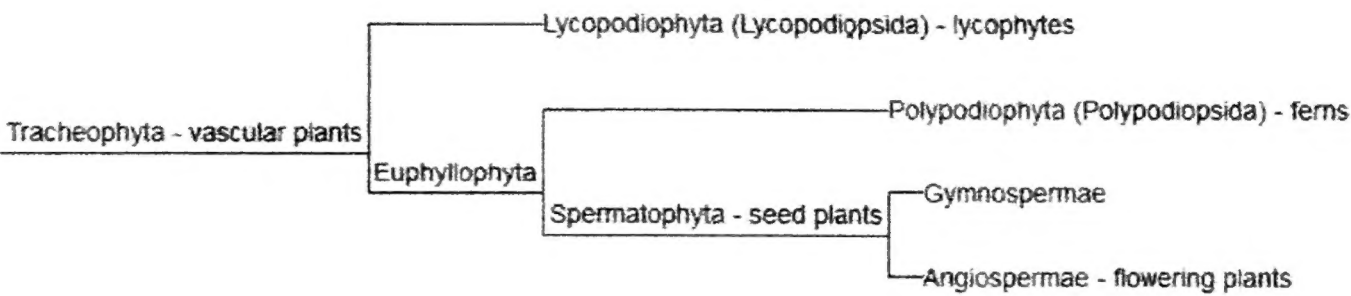 Lycopodiophyta (Lycopodiopsida) - lycophytes
Polypodiophyta (Polypodiopsida) - ferns
Tracheophyta - vascular plants
Euphyllophyta
Gymnospermae
Spermatophyta - seed plants
Angiospermae - flowering plants